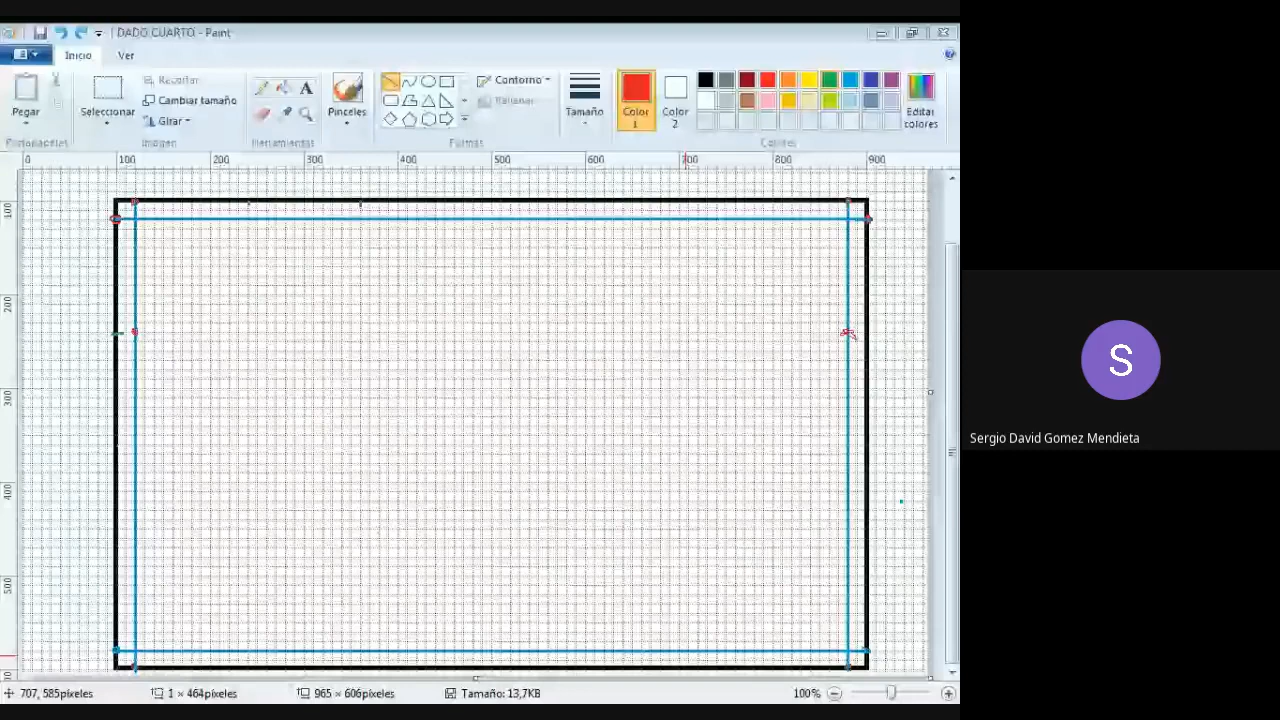 DADO CUARTO - Paint
Inicio Ver
Pegar
Seleccionar
Recortar
Cambiar tamaño
Girar
A
Pinceles
Contorno
Rellenar
Tamaño
Color 1
Color 2
Editar colores
Portapapeles Imagen Herramientas Formas Colores
0 100 200 300 400 500 600 700 800 900
100
200
300
400
500
S
Sergio David Gomez Mendieta
707, 585píxeles 1 × 464píxeles 965 × 606píxeles Tamaño: 13,7KB 100%